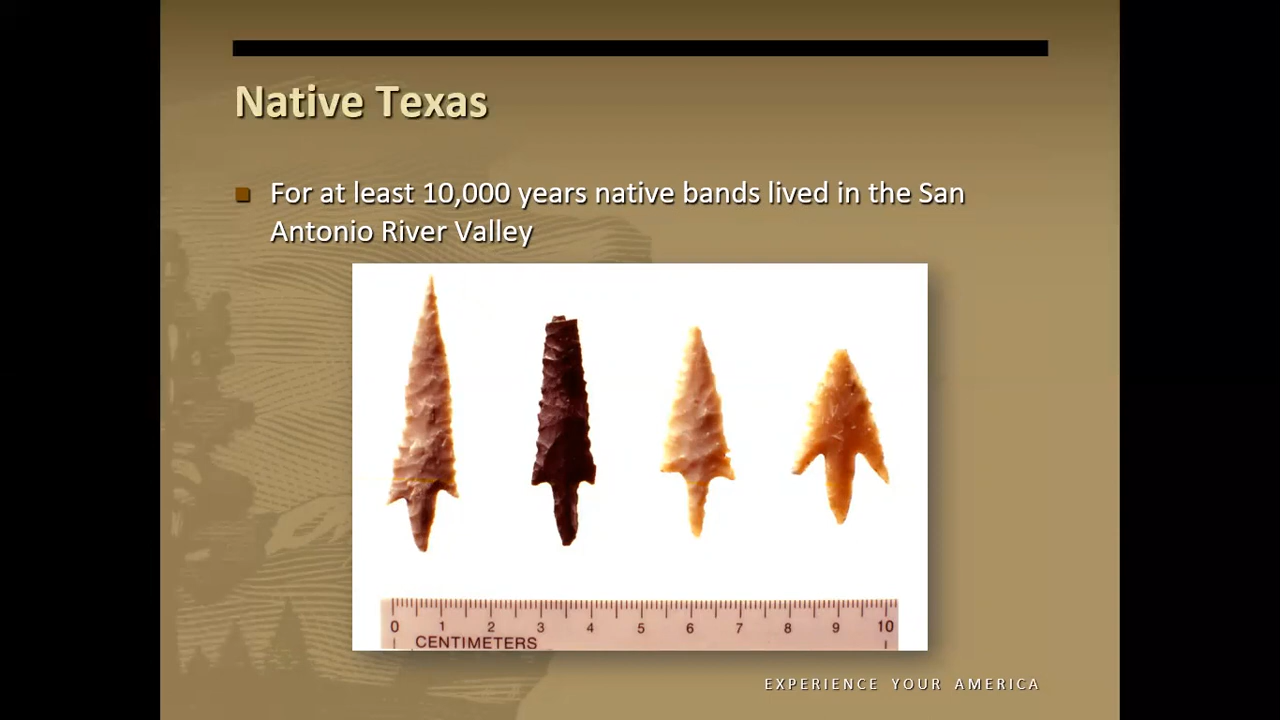 Native Texas
For at least 10,000 years native bands lived in the San
Antonio River Valley
0 1 2 3 4 5 6 7 8 9 10
CENTIMETERS
EXPERIENCE YOUR AMERICA